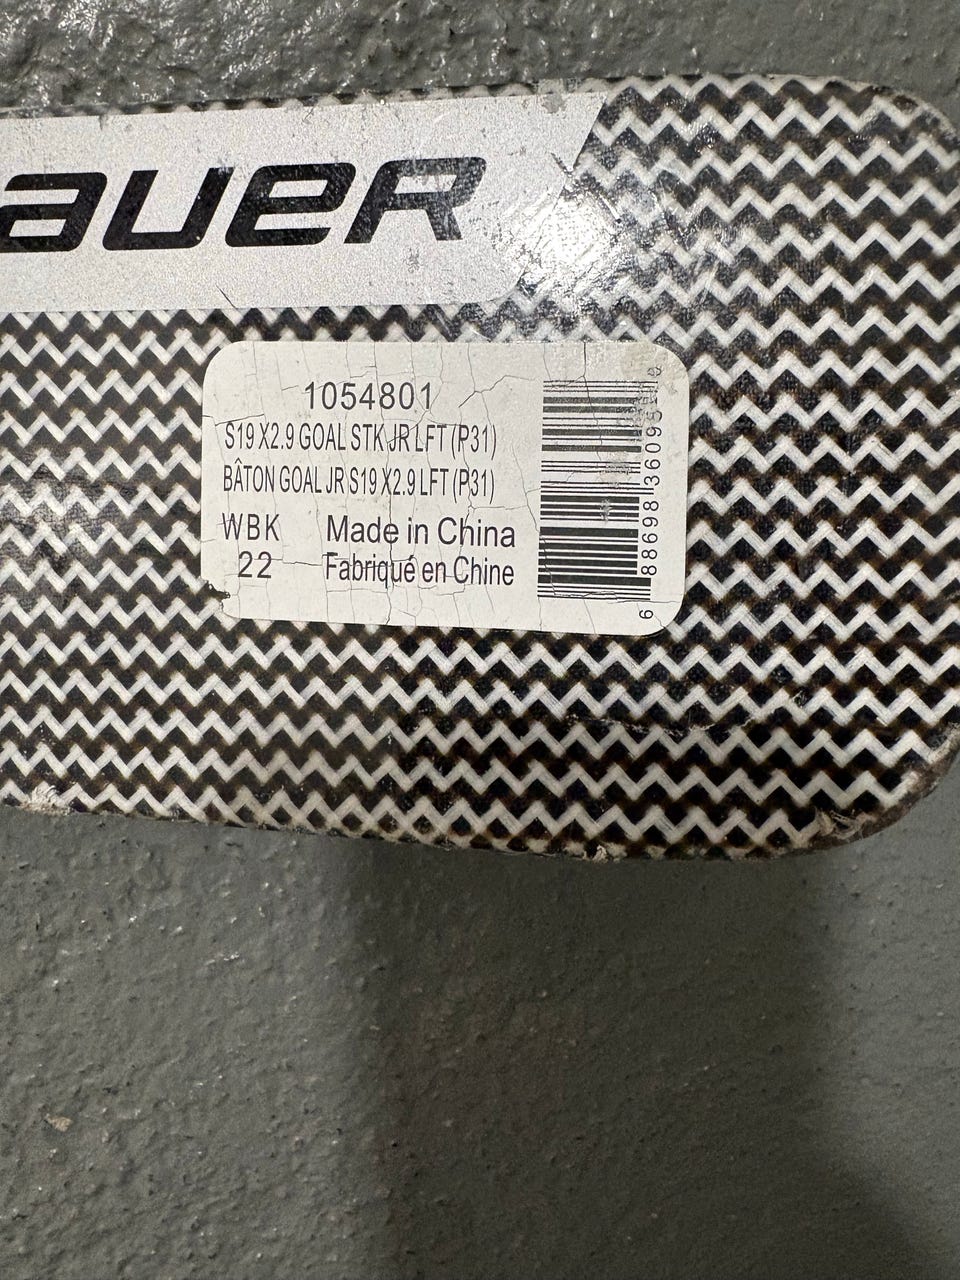 BAUER
1054801
S19 X2.9 GOAL STK JR LFT (P31)
BÂTON GOAL JR S19 X2.9 LFT (P31)
WBK Made in China
22 Fabriqué en Chine